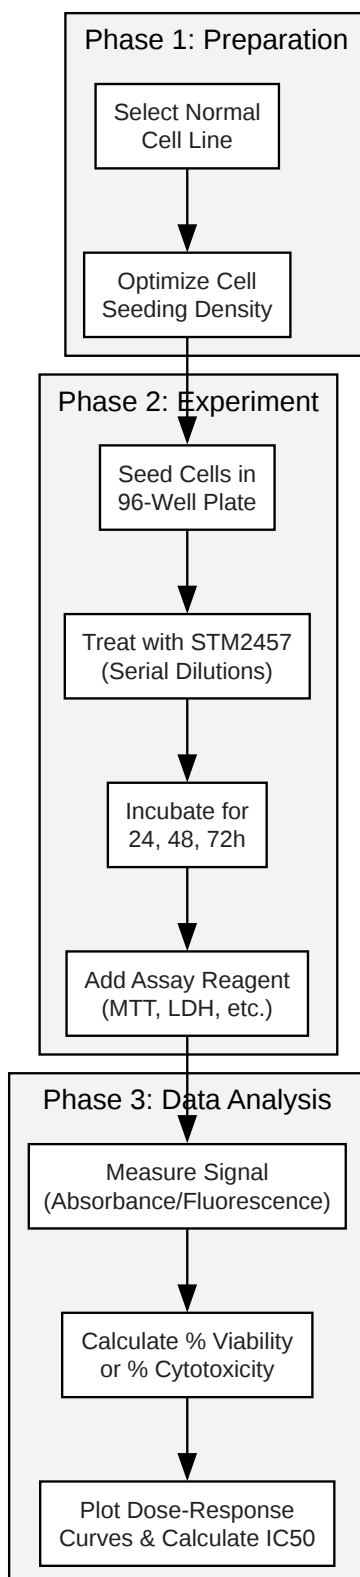 Phase 1: Preparation
Select Normal
Cell Line
Optimize Cell
Seeding Density
Phase 2: Experiment
Seed Cells in
96-Well Plate
Treat with STM2457
(Serial Dilutions)
Incubate for
24, 48, 72h
Add Assay Reagent
(MTT, LDH, etc.)
Phase 3: Data Analysis
Measure Signal
(Absorbance/Fluorescence)
Calculate % Viability
or % Cytotoxicity
Plot Dose-Response
Curves & Calculate IC50